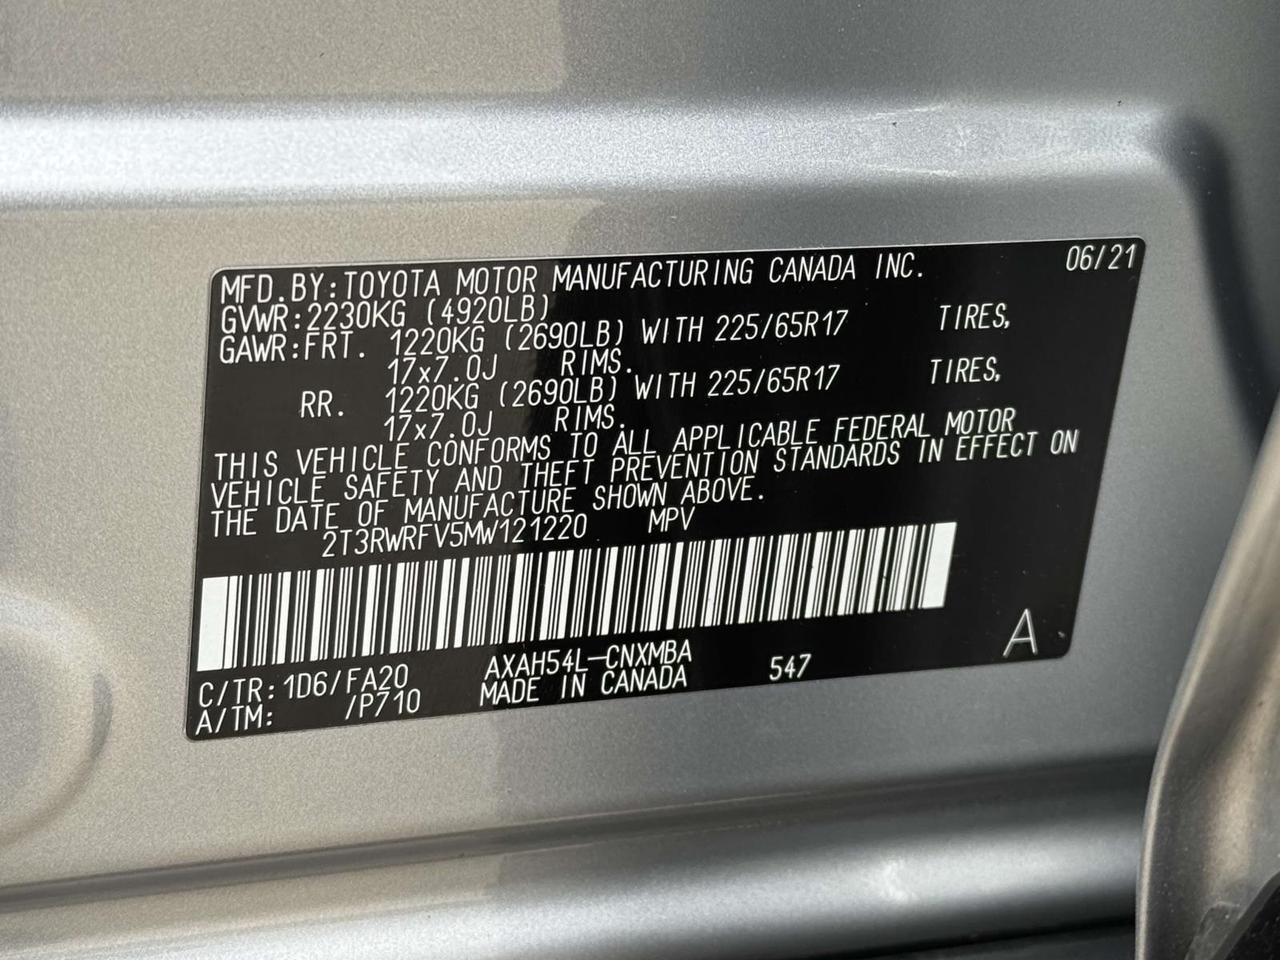 MFD.BY:TOYOTA MOTOR MANUFACTURING CANADA INC. 06/21
GVWR:2230KG (4920LB)
GAWR:FRT. 1220KG (2690LB) WITH 225/65R17 TIRES,
17x7.0J RIMS.
RR. 1220KG (2690LB) WITH 225/65R17 TIRES,
17x7.0J RIMS.
THIS VEHICLE CONFORMS TO ALL APPLICABLE FEDERAL MOTOR
VEHICLE SAFETY AND THEFT PREVENTION STANDARDS IN EFFECT ON
THE DATE OF MANUFACTURE SHOWN ABOVE.
2T3RWRFV5MW121220 MPV
C/TR:1D6/FA20 AXAH54L-CNXMBA 547 A
A/TM: /P710 MADE IN CANADA